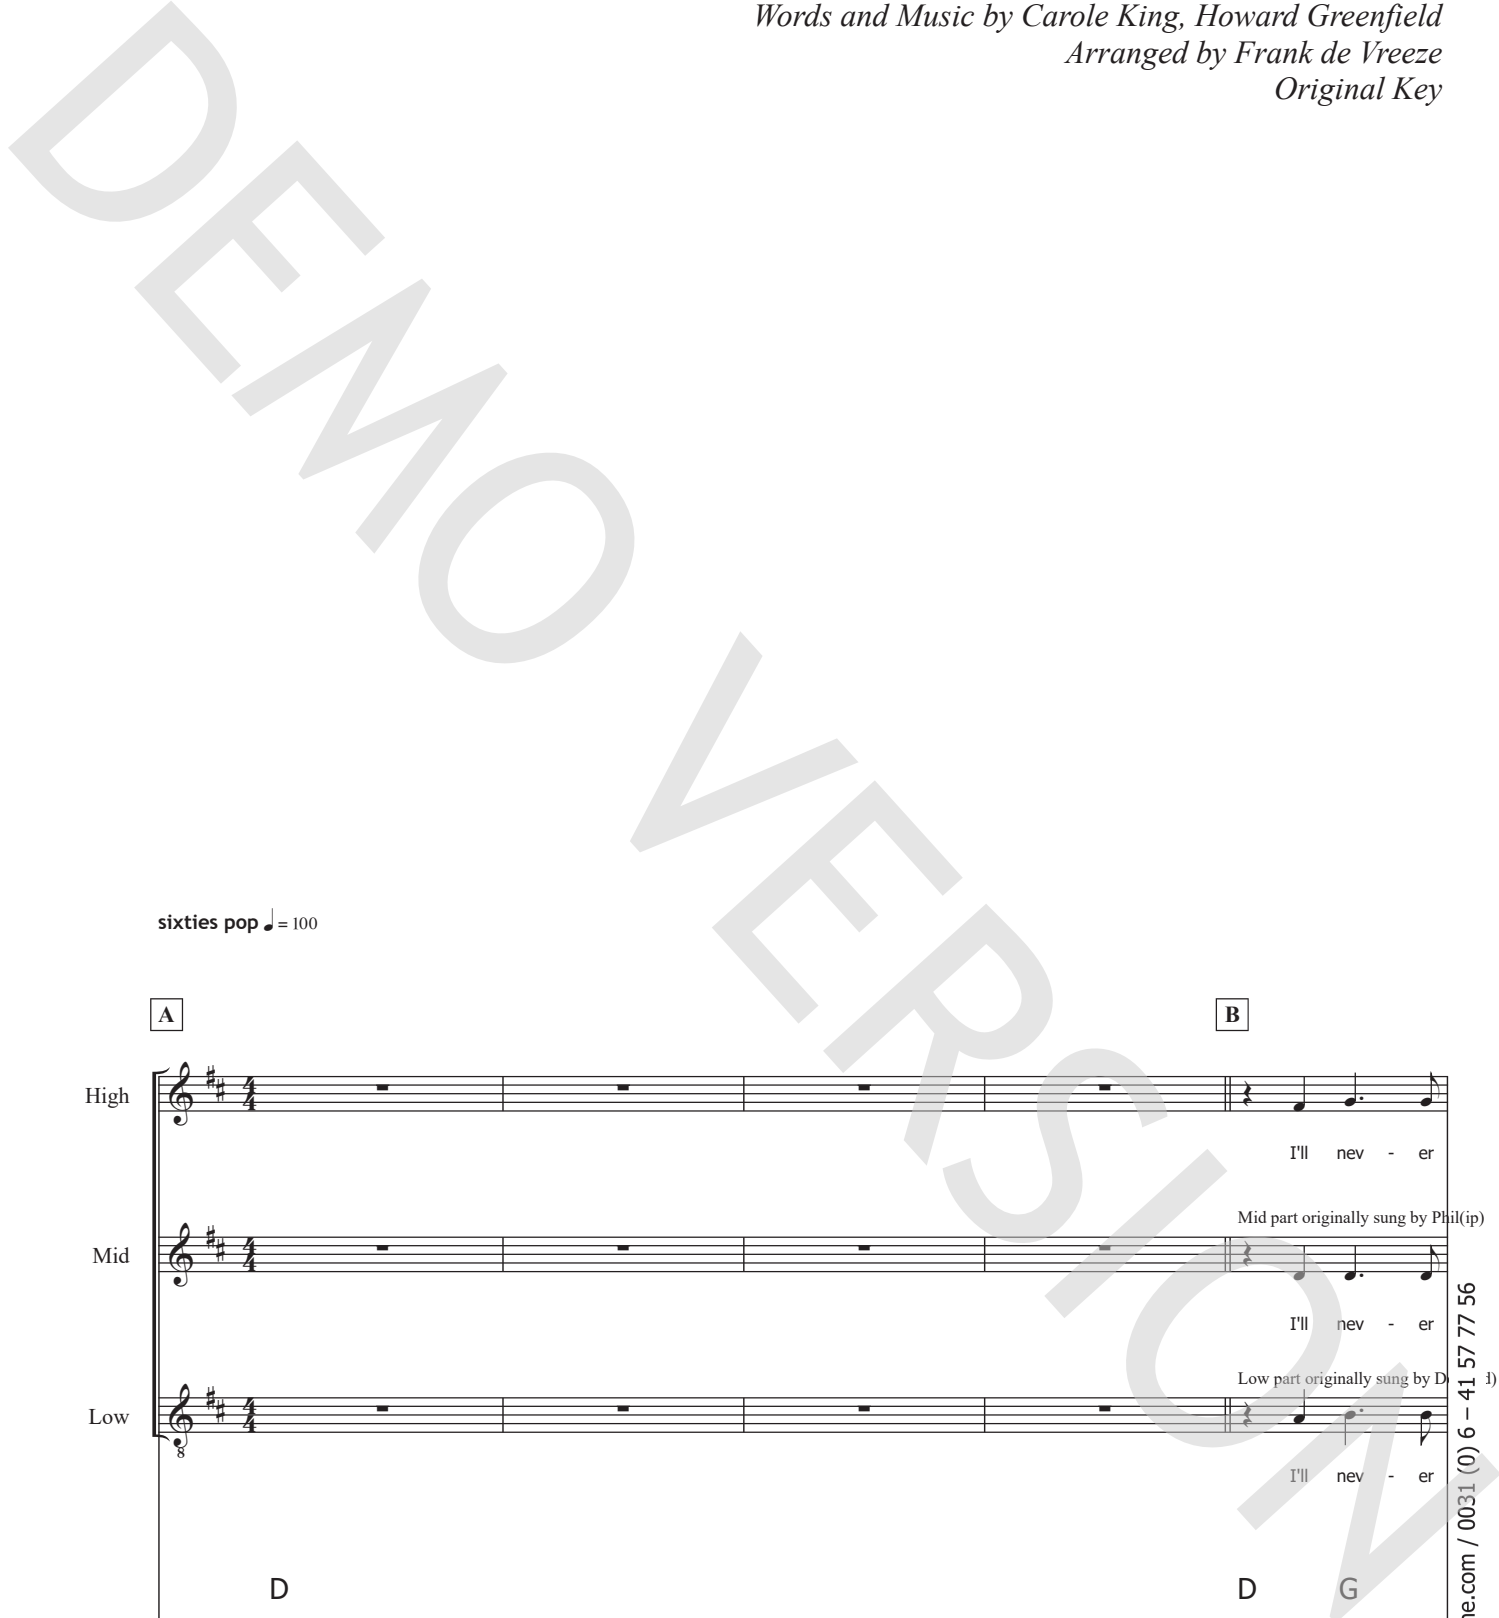 Words and Music by Carole King, Howard Greenfield
Arranged by Frank de Vreeze
Original Key
DEMO VERSION
sixties pop ♩ = 100
A
B
High
I'll nev - er
Mid part originally sung by Phil(ip)
Mid
I'll nev - er
Low part originally sung by
Low
8
I'll nev - er
D D G
ne.com / 0031 (0) 6 – 41 57 77 56